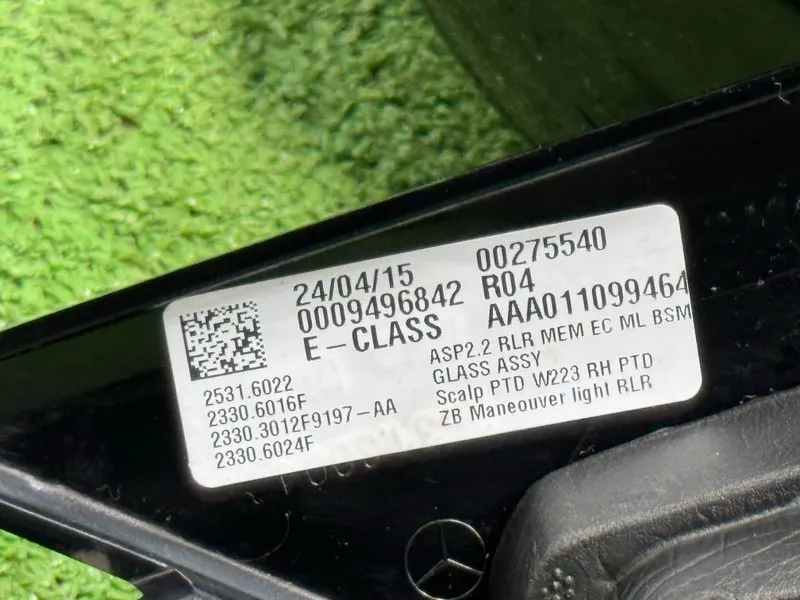 24/04/15 00275540
0009496842 R04
E-CLASS AAA011099464
2531.6022
2330.6016F
2330.3012F9197-AA
2330.6024F
ASP2.2 RLR MEM EC ML BSM
GLASS ASSY
Scalp PTD W223 RH PTD
ZB Maneouver light RLR